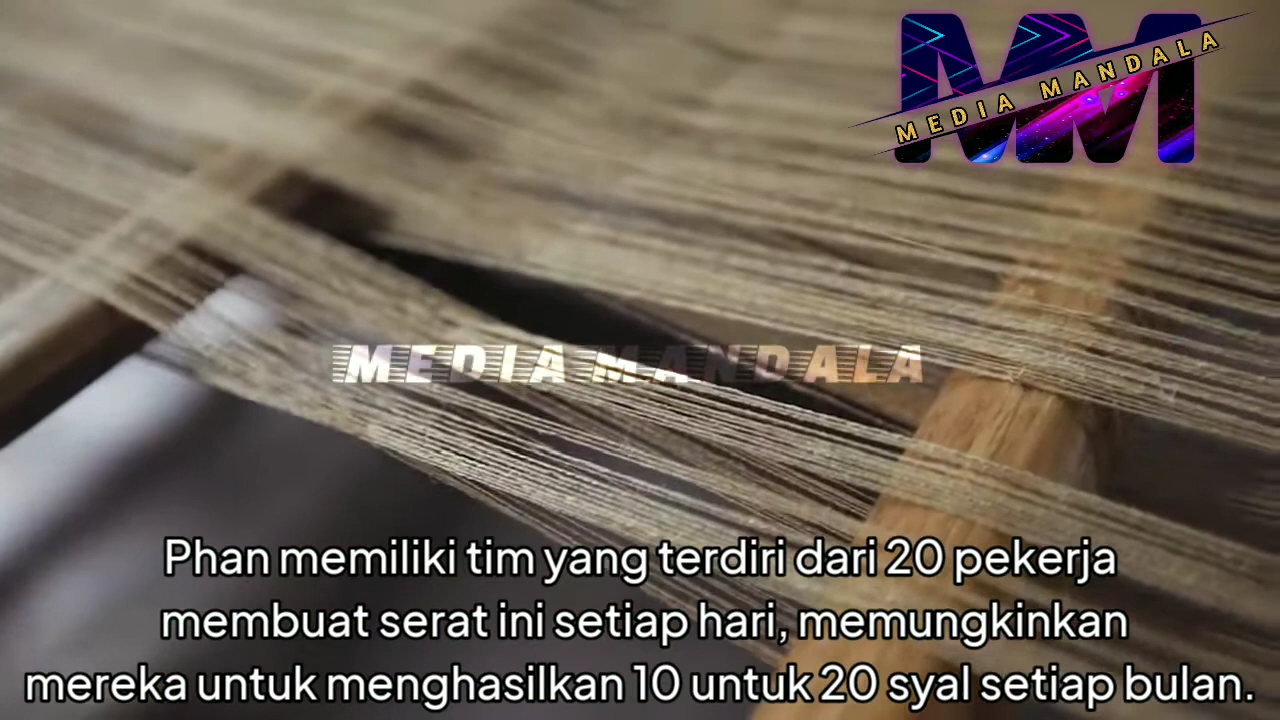 MEDIA MANDALA
MEDIA MANDALA
Phan memiliki tim yang terdiri dari 20 pekerja
membuat serat ini setiap hari, memungkinkan
mereka untuk menghasilkan 10 untuk 20 syal setiap bulan.